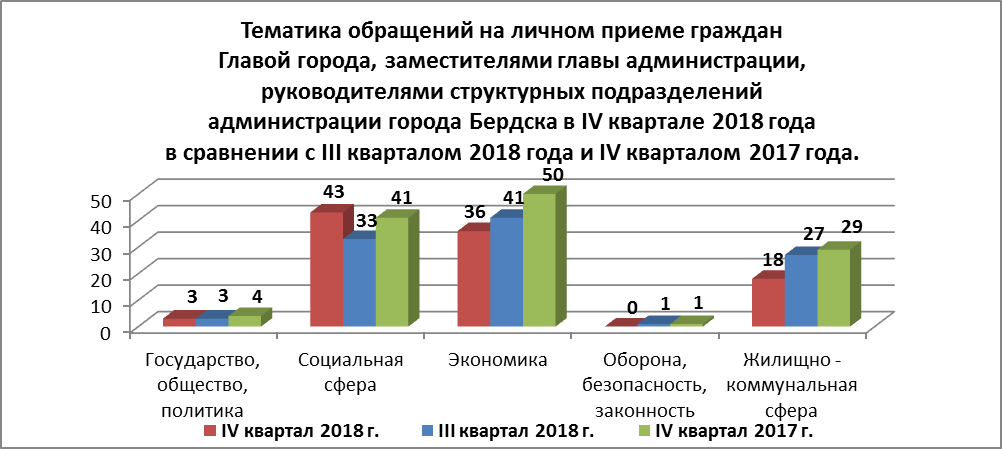 Тематика обращений на личном приеме граждан
Главой города, заместителями главы администрации,
руководителями структурных подразделений
администрации города Бердска в IV квартале 2018 года
в сравнении с III кварталом 2018 года и IV кварталом 2017 года.
50
40
30
20
10
0
3 3 4
43 33 41
36 41 50
0 1 1
18 27 29
Государство,
общество,
политика
Социальная
сфера
Экономика
Оборона,
безопасность,
законность
Жилищно -
коммунальная
сфера
IV квартал 2018 г. III квартал 2018 г. IV квартал 2017 г.